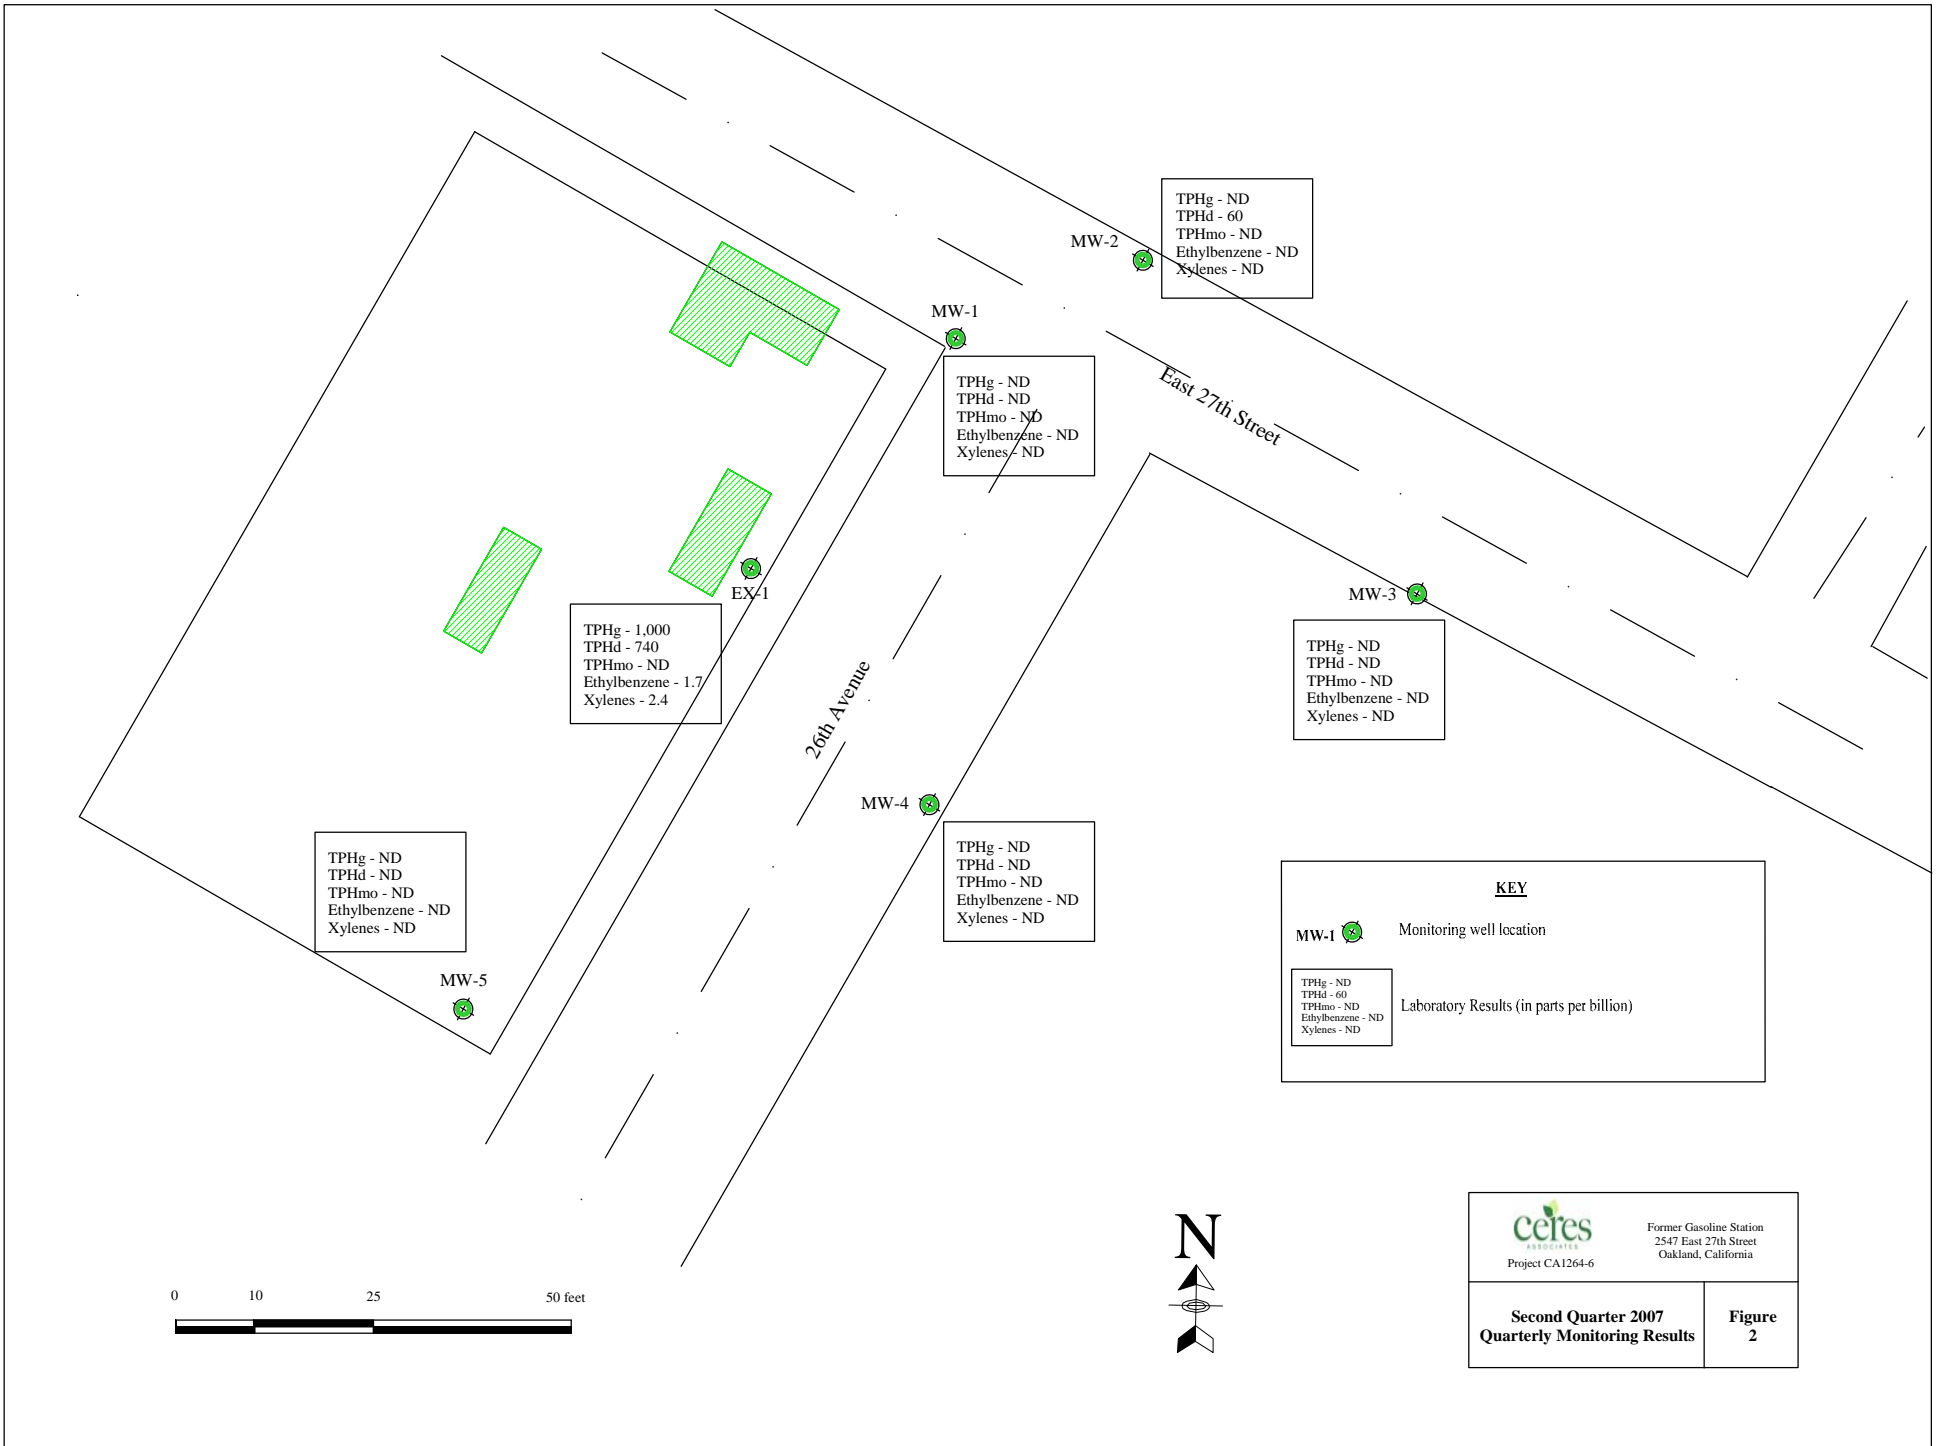 TPHg - ND
TPHd - 60
TPHmo - ND
Ethylbenzene - ND
Xylenes - ND
MW-2
MW-1
TPHg - ND
TPHd - ND
TPHmo - ND
Ethylbenzene - ND
Xylenes - ND
East 27th Street
EX-1
TPHg - 1,000
TPHd - 740
TPHmo - ND
Ethylbenzene - 1.7
Xylenes - 2.4
MW-3
TPHg - ND
TPHd - ND
TPHmo - ND
Ethylbenzene - ND
Xylenes - ND
26th Avenue
MW-4
TPHg - ND
TPHd - ND
TPHmo - ND
Ethylbenzene - ND
Xylenes - ND
TPHg - ND
TPHd - ND
TPHmo - ND
Ethylbenzene - ND
Xylenes - ND
MW-5
KEY
MW-1 Monitoring well location
TPHg - ND
TPHd - 60
TPHmo - ND
Ethylbenzene - ND
Xylenes - ND
Laboratory Results (in parts per billion)
N
0 10 25 50 feet
ceres
ASSOCIATES
Project CA1264-6
Former Gasoline Station
2547 East 27th Street
Oakland, California
Second Quarter 2007
Quarterly Monitoring Results
Figure
2